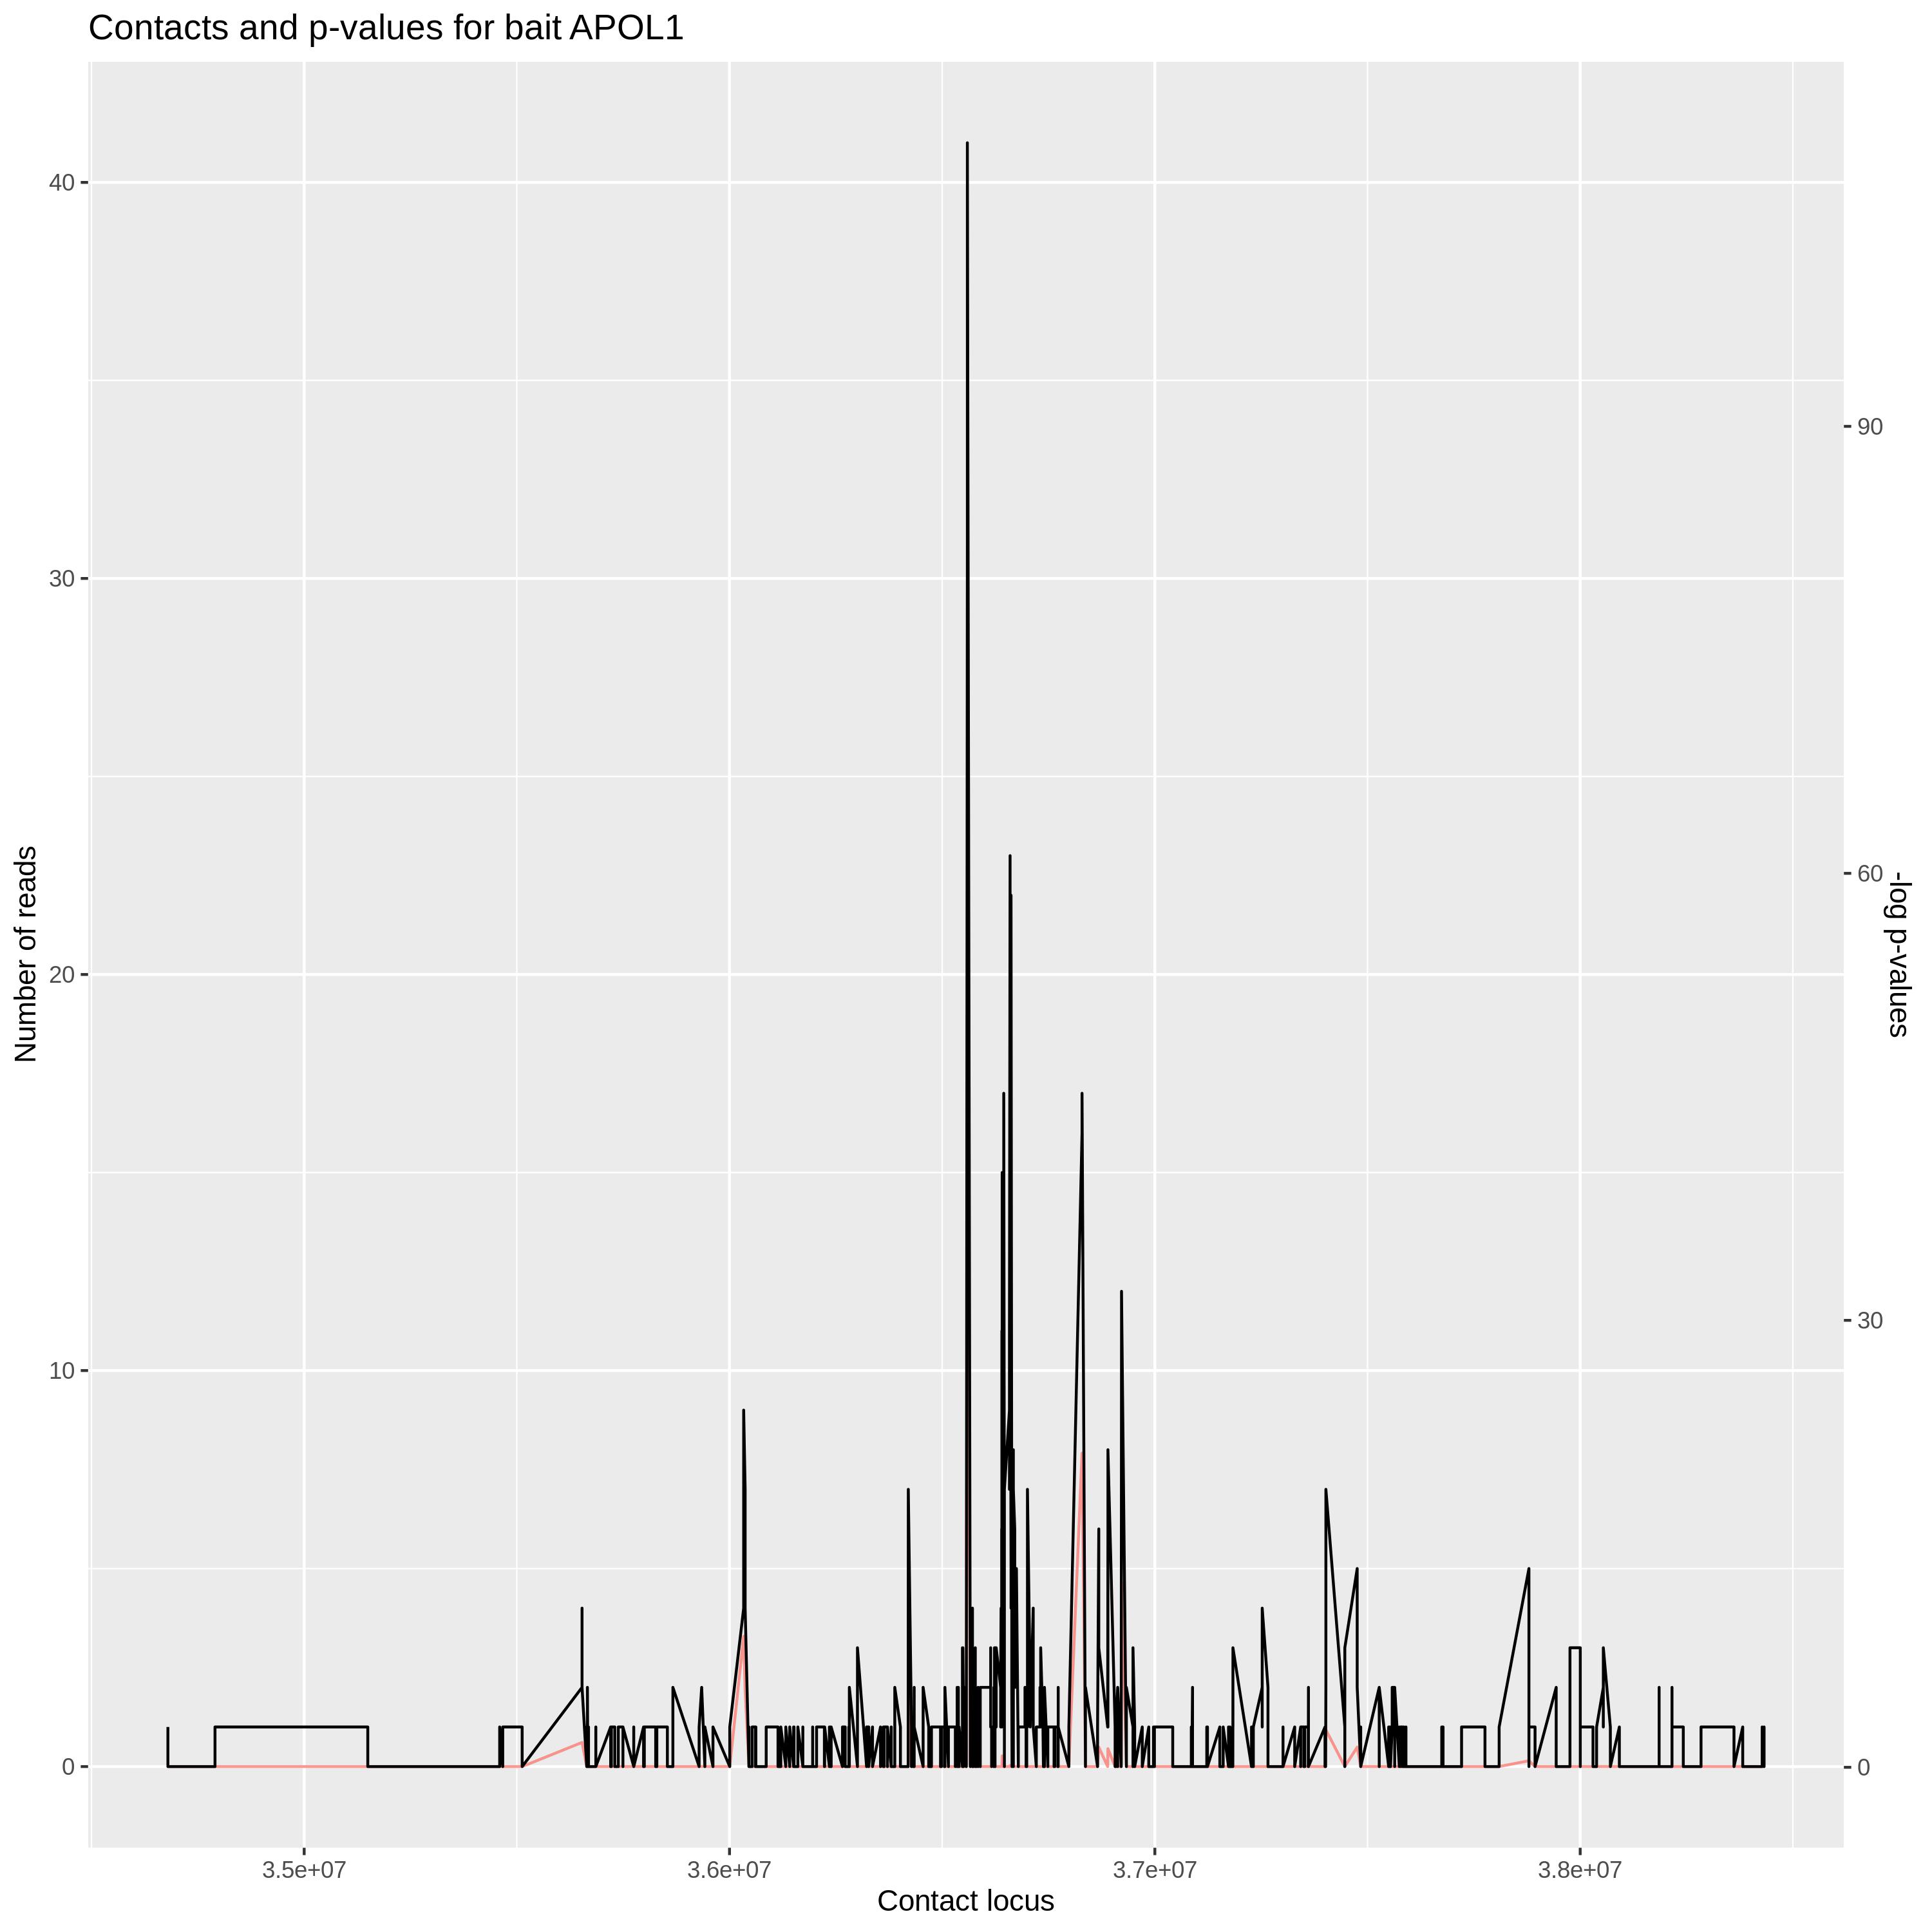 Contacts and p-values for bait APOL1
40
30
20
10
0
90
60
30
0
Number of reads
-log p-values
3.5e+07
3.6e+07
3.7e+07
3.8e+07
Contact locus